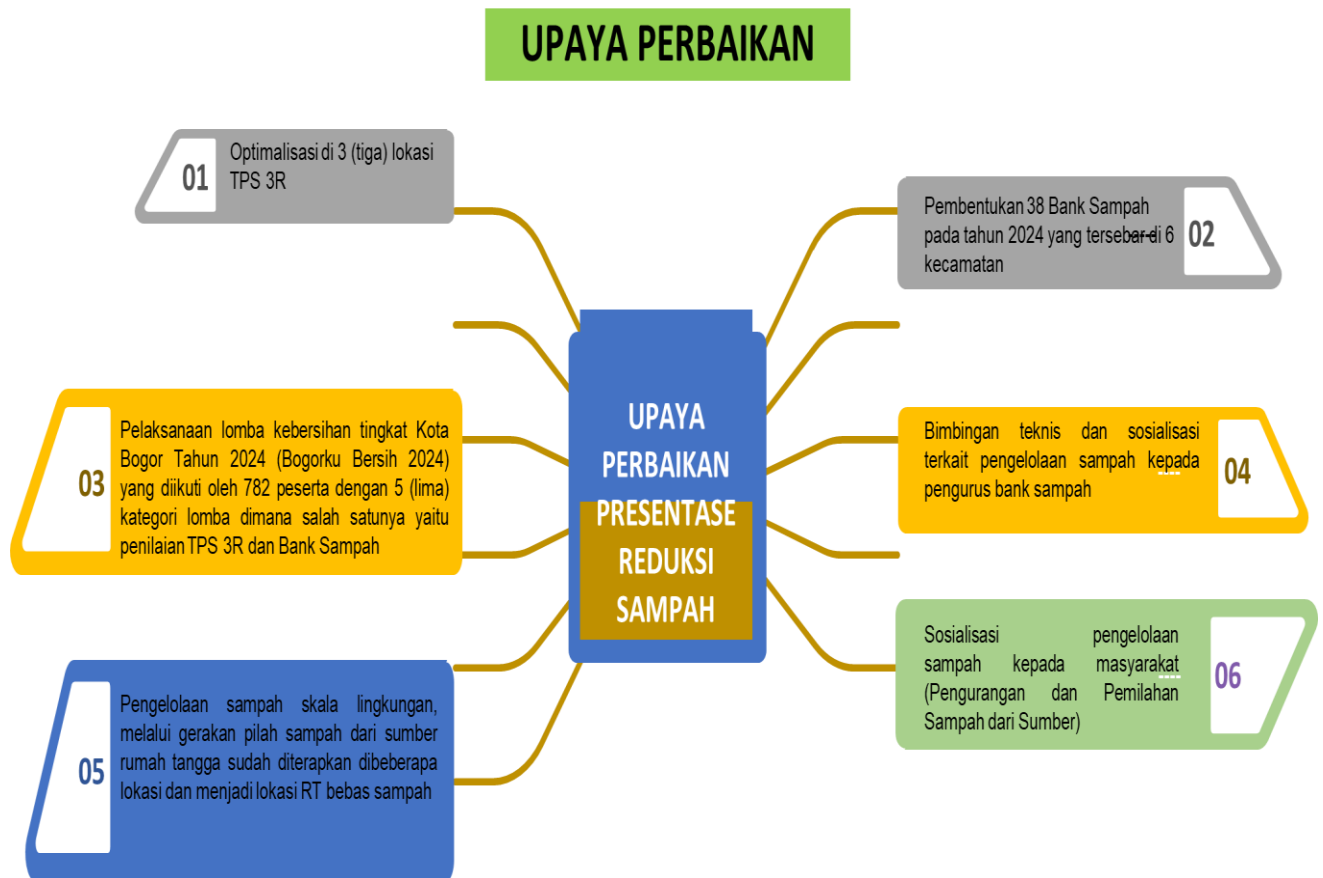 UPAYA PERBAIKAN
01
Optimalisasi di 3 (tiga) lokasi
TPS 3R
Pembentukan 38 Bank Sampah
pada tahun 2024 yang tersebar di 6
kecamatan
02
03
Pelaksanaan lomba kebersihan tingkat Kota
Bogor Tahun 2024 (Bogorku Bersih 2024)
yang diikuti oleh 782 peserta dengan 5 (lima)
kategori lomba dimana salah satunya yaitu
penilaian TPS 3R dan Bank Sampah
UPAYA
PERBAIKAN
PRESENTASE
REDUKSI
SAMPAH
Bimbingan teknis dan sosialisasi
terkait pengelolaan sampah kepada
pengurus bank sampah
04
05
Pengelolaan sampah skala lingkungan,
melalui gerakan pilah sampah dari sumber
rumah tangga sudah diterapkan dibeberapa
lokasi dan menjadi lokasi RT bebas sampah
Sosialisasi pengelolaan
sampah kepada masyarakat
(Pengurangan dan Pemilahan
Sampah dari Sumber)
06